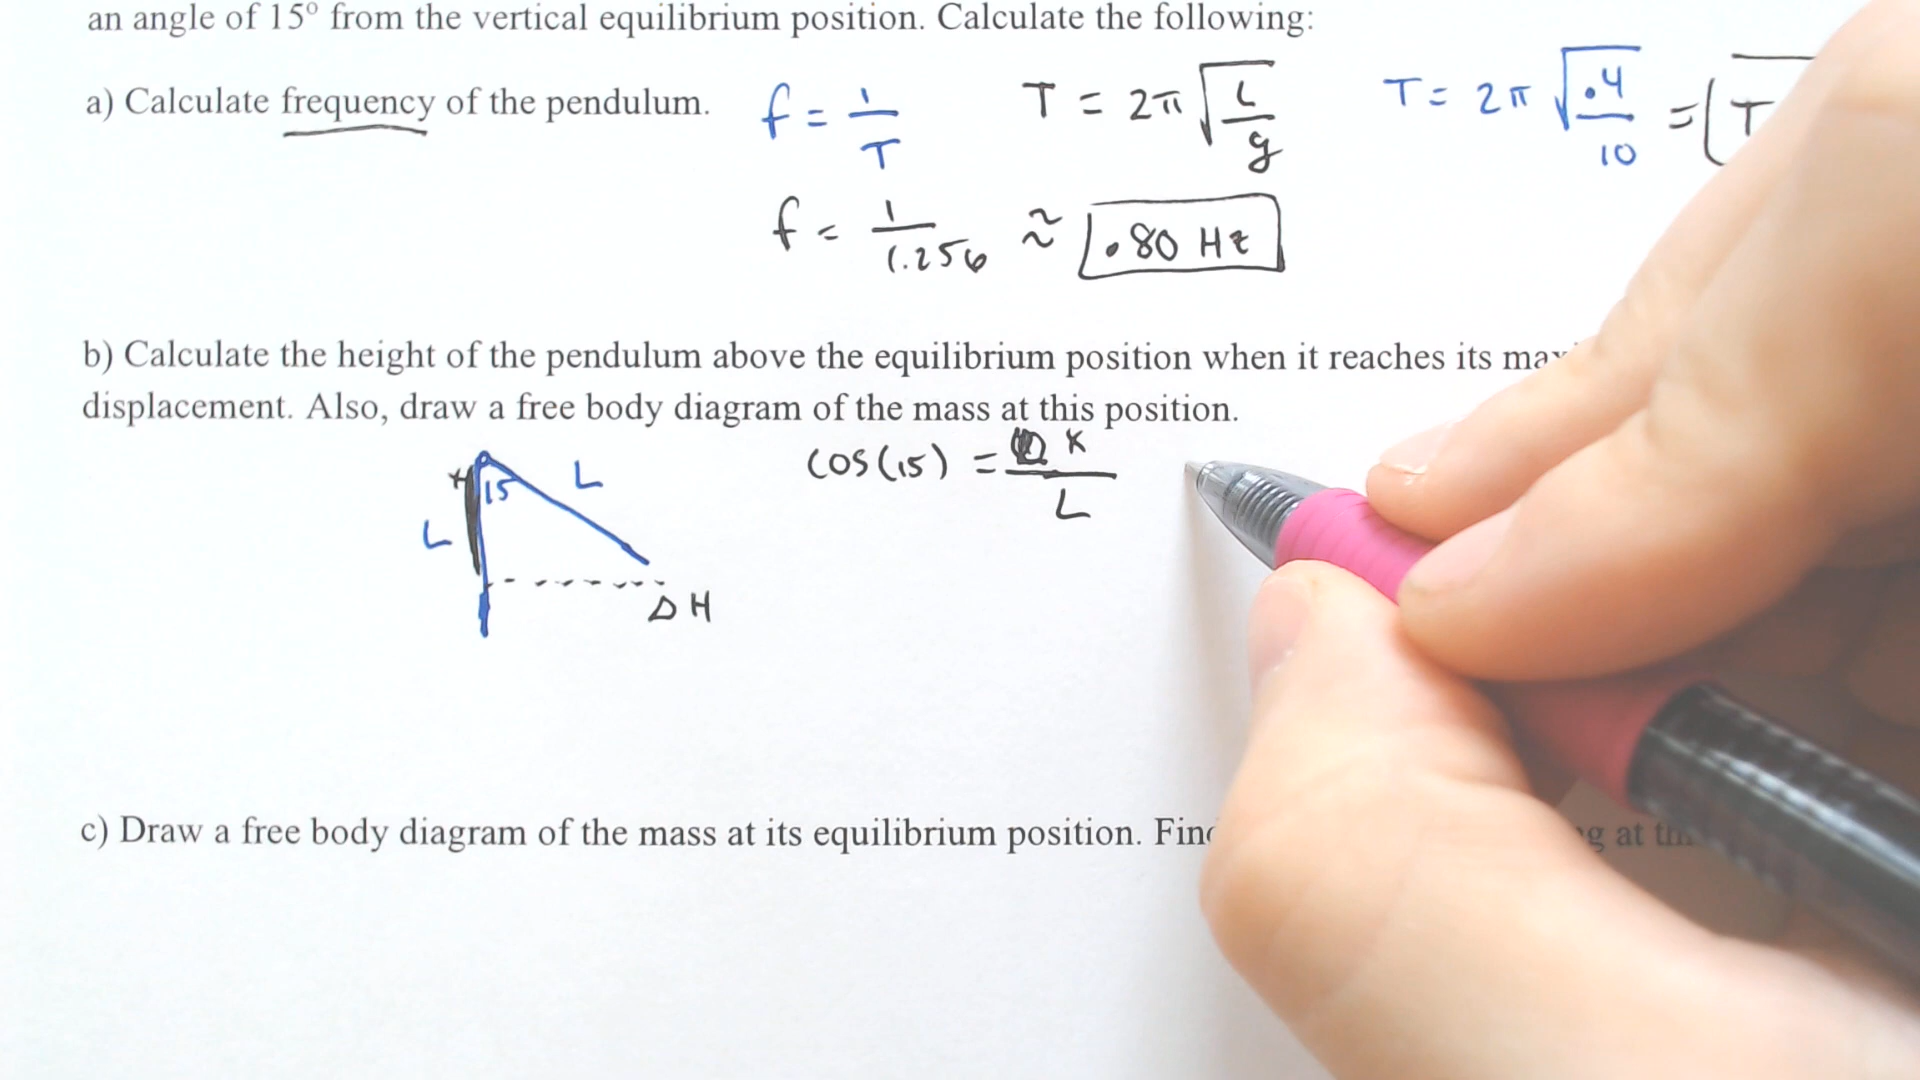 an angle of 15° from the vertical equilibrium position. Calculate the following:
a) Calculate frequency of the pendulum. f = 1/T T = 2π√(L/g) T = 2π√(.4/10) = T
f = 1/1.256 ≈ .80 Hz
b) Calculate the height of the pendulum above the equilibrium position when it reaches its
displacement. Also, draw a free body diagram of the mass at this position.
cos(15) = x/L
x 15 L
L
ΔH
c) Draw a free body diagram of the mass at its equilibrium position. at